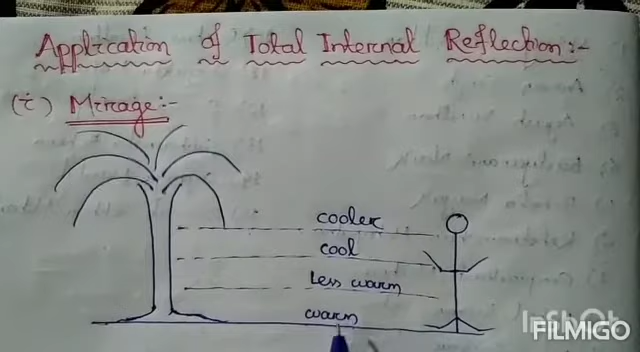 Application of Total Internal Reflection:-
(i) Mirage:-
cooler
cool
less warm
warm
FILMIGO